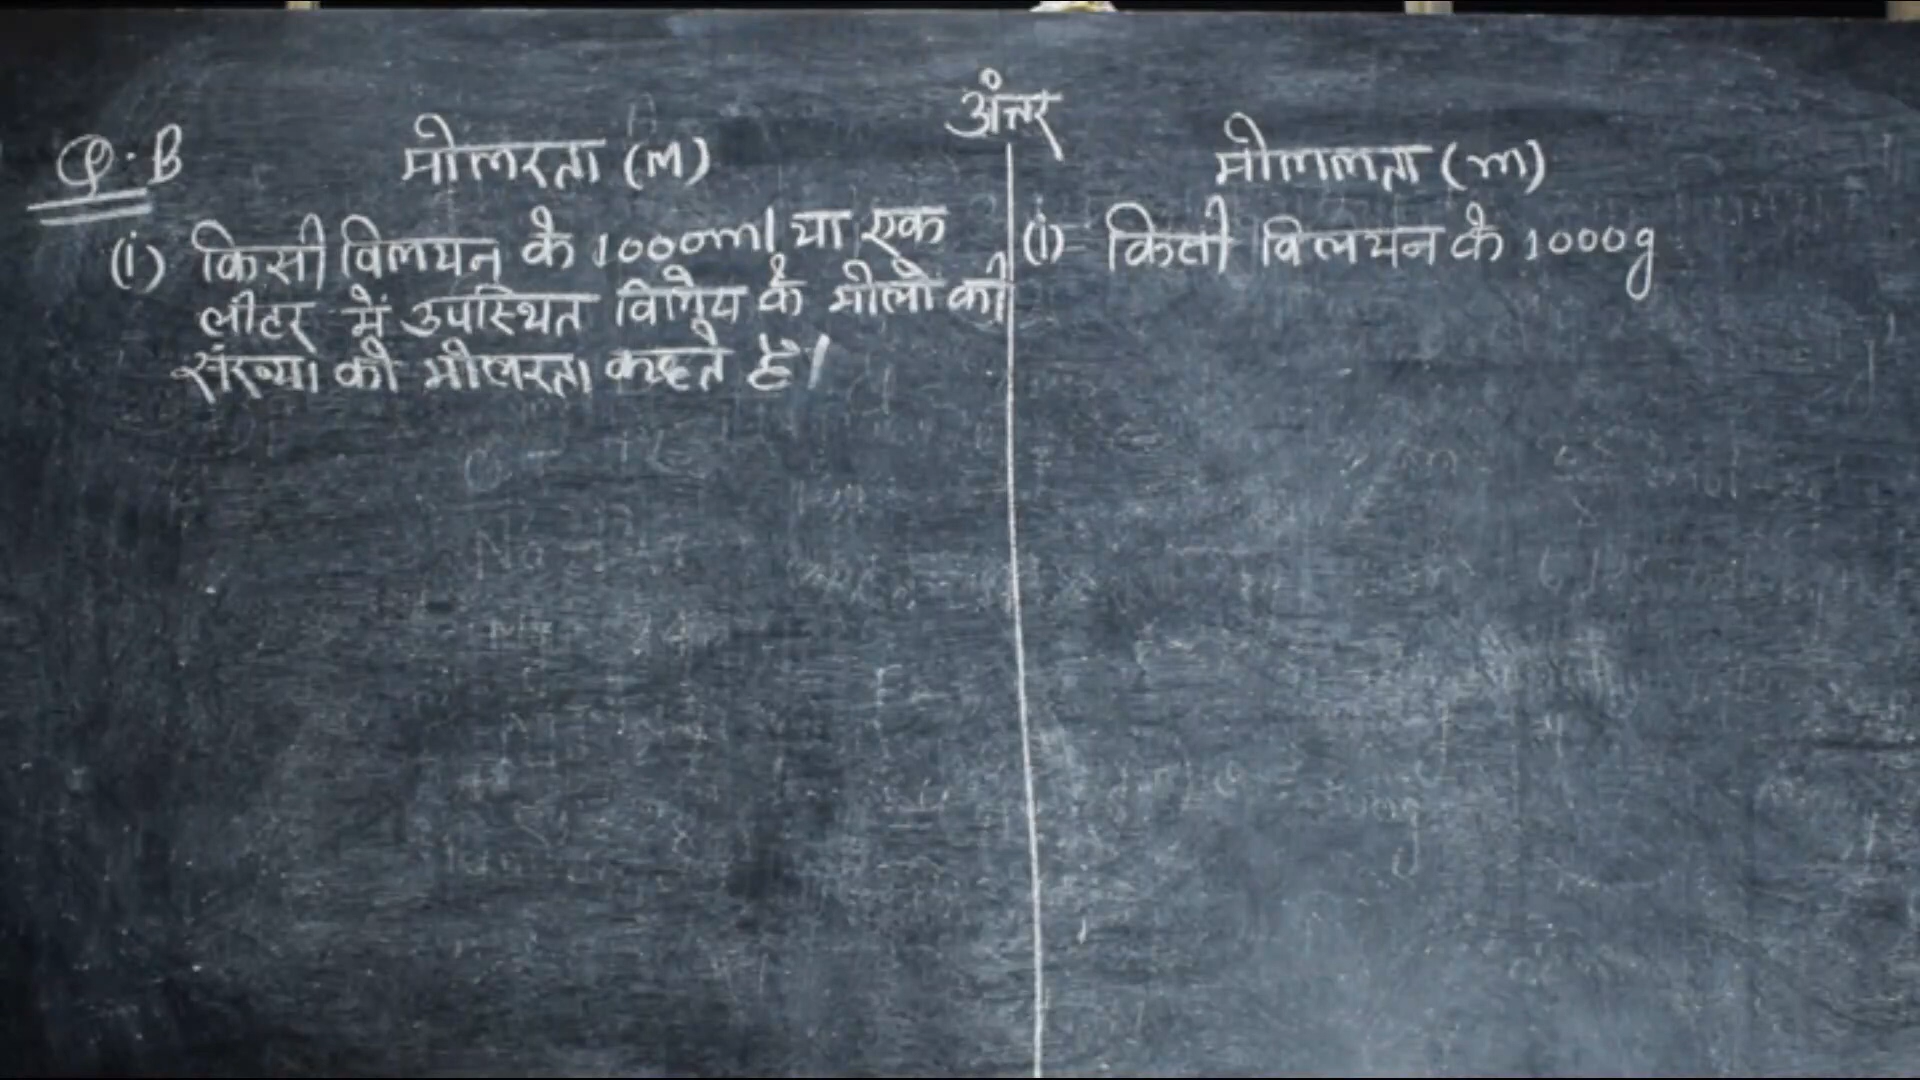 अंत्तर
Q.B मोलरता (M)
(i) किसी विलयन के 1000ml या एक
लीटर में उपस्थित विलेय के मोलो की
संख्या को मोलरता कहते है।
मोललता (m)
(i) किसी विलयन के 1000g